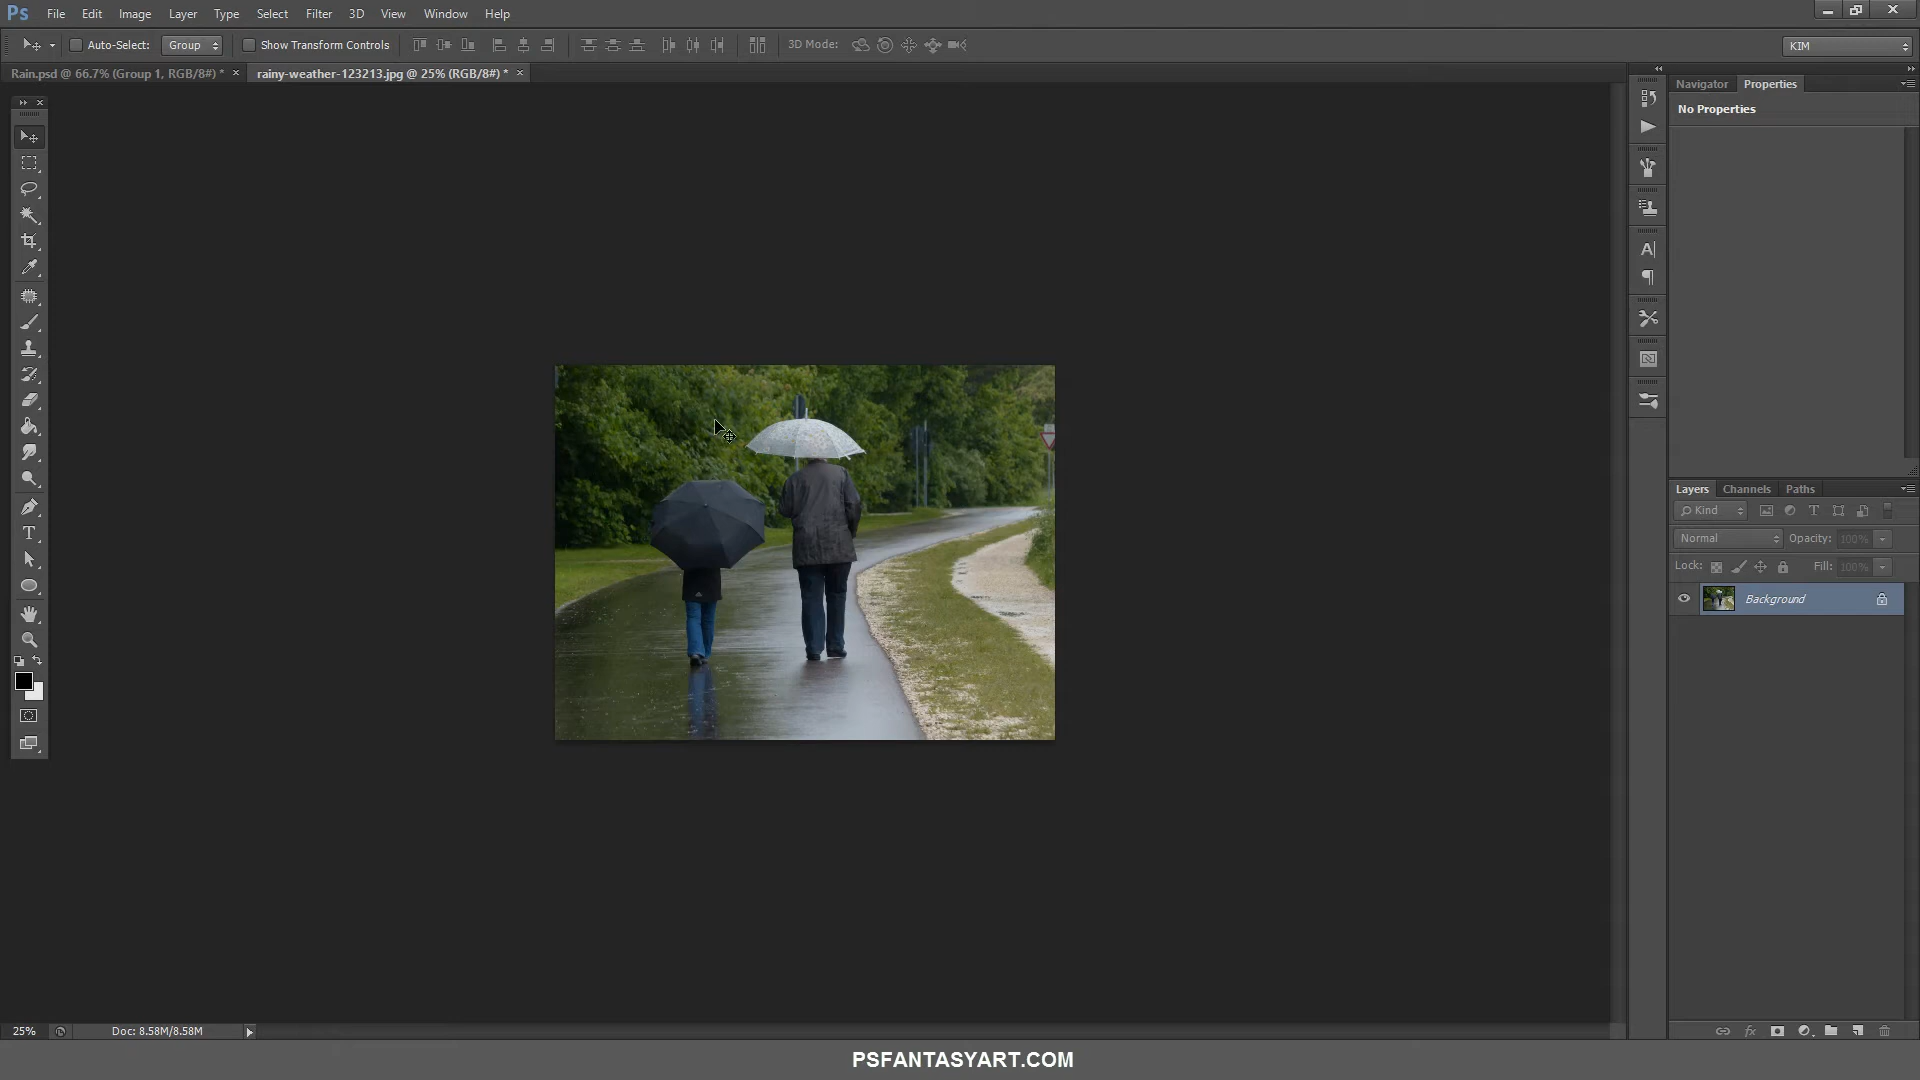 Ps File Edit Image Layer Type Select Filter 3D View Window Help
Auto-Select: Group Show Transform Controls 3D Mode: KIM
Rain.psd @ 66.7% (Group 1, RGB/8#) * × rainy-weather-123213.jpg @ 25% (RGB/8#) * ×
Navigator Properties
No Properties
Layers Channels Paths
Kind
Normal Opacity: 100%
Lock: Fill: 100%
Background
25% Doc: 8.58M/8.58M
PSFANTASYART.COM